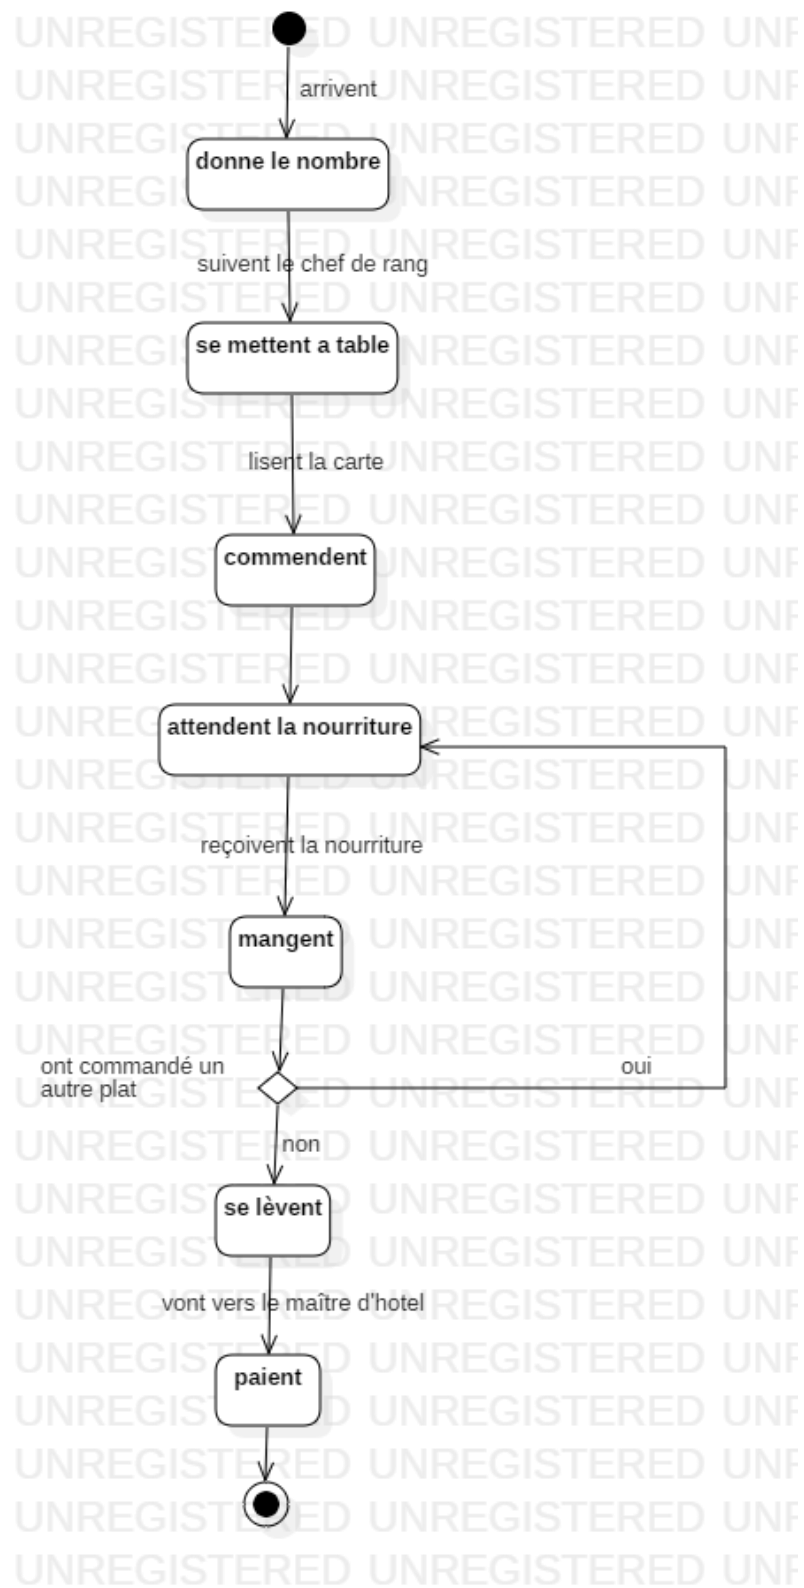 arrivent
donne le nombre
suivent le chef de rang
se mettent a table
lisent la carte
commendent
attendent la nourriture
reçoivent la nourriture
mangent
ont commandé un
autre plat
oui
non
se lèvent
vont vers le maître d'hotel
paient
UNREGISTERED